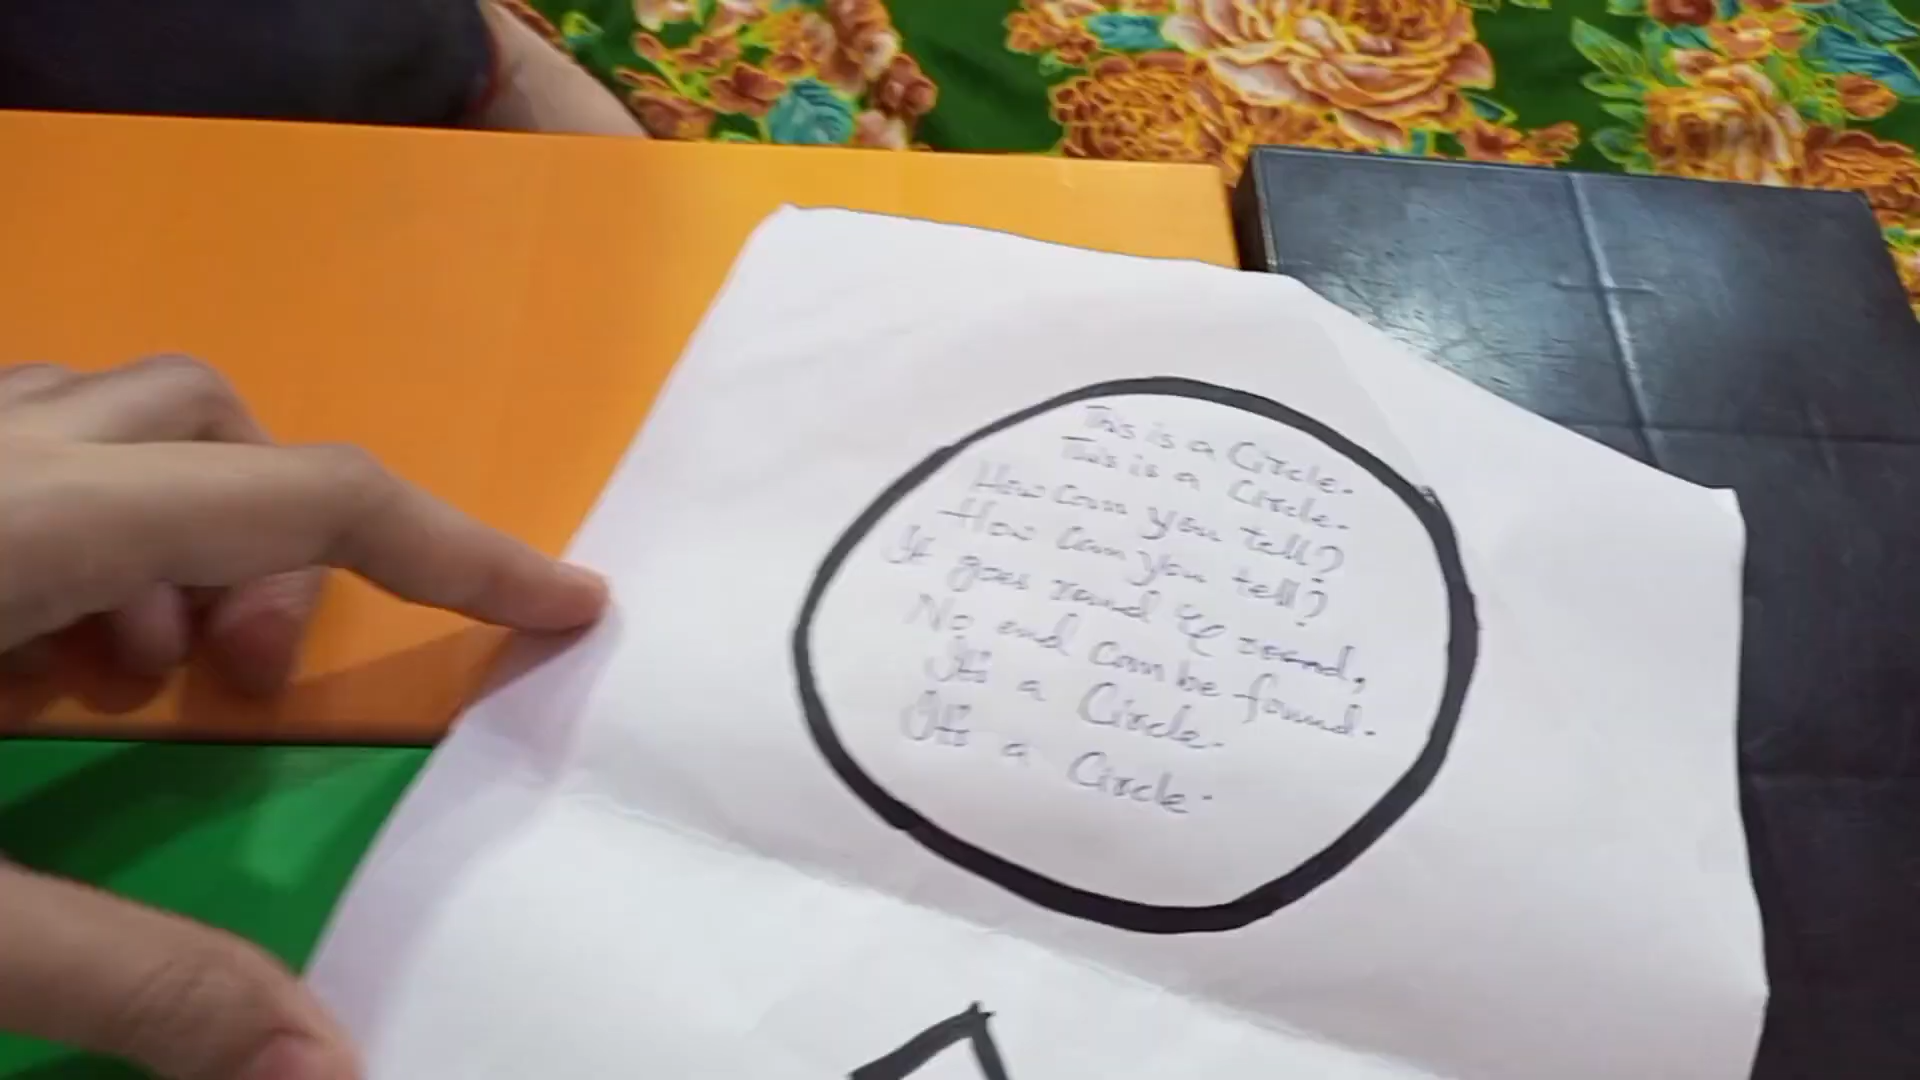 This is a Circle.
This is a Circle.
How can you tell?
How can you tell?
It goes round & round,
No end can be found.
It's a Circle.
It's a Circle.